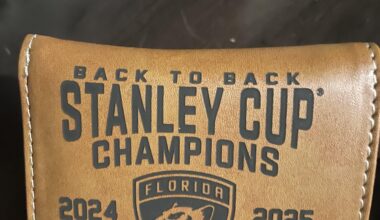 BACK TO BACK
STANLEY CUP®
CHAMPIONS
FLORIDA
2024 2025